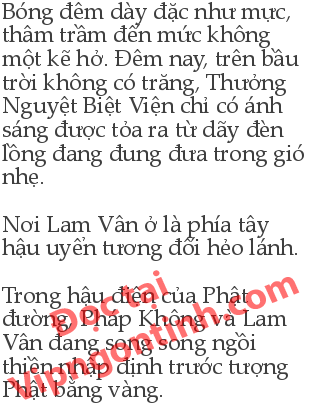 Bóng đêm dày đặc như mực,
thâm trầm đến mức không
một kẽ hở. Đêm nay, trên bầu
trời không có trăng, Thưởng
Nguyệt Biệt Viện chỉ có ánh
sáng được tỏa ra từ dãy đèn
lồng đang đung đưa trong gió
nhẹ.
Nơi Lam Vân ở là phía tây
hậu uyển tương đối hẻo lánh.
Trong hậu điện của Phật
đường, Pháp Không và Lam
Vân đang song song ngồi
thiền nhập định trước tượng
Phật bằng vàng.
Đọc tại
Vipngontinh.com